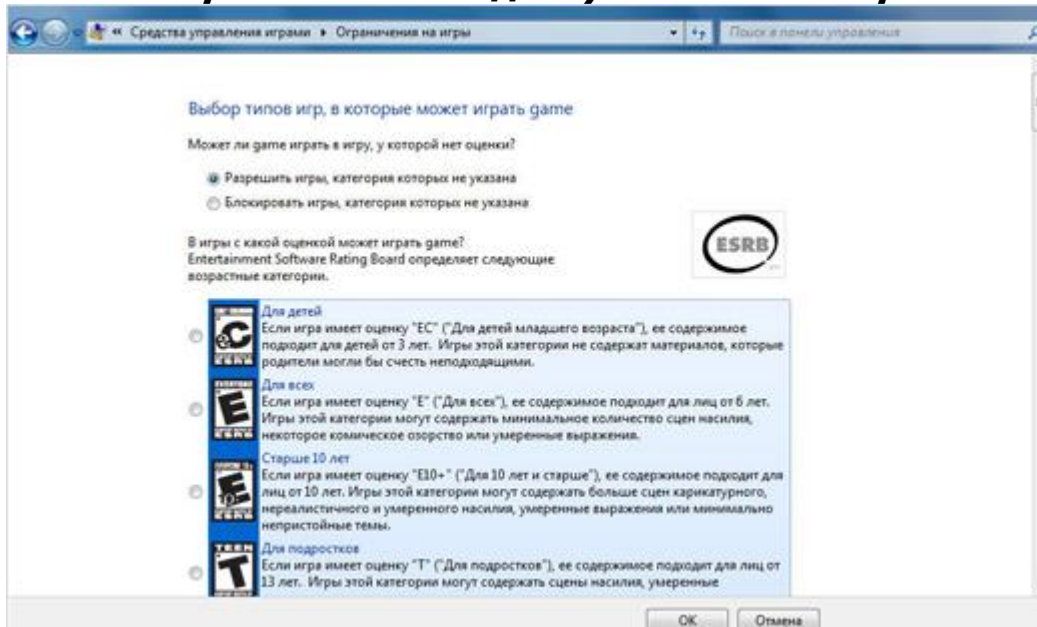 « Средства управления играми ▸ Ограничения на игры
Поиск в панели управления
Выбор типов игр, в которые может играть game
Может ли game играть в игру, у которой нет оценки?
Разрешить игры, категория которых не указана
Блокировать игры, категория которых не указана
В игры с какой оценкой может играть game?
Entertainment Software Rating Board определяет следующие
возрастные категории.
ESRB
Для детей
Если игра имеет оценку "EC" ("Для детей младшего возраста"), ее содержимое
подходит для детей от 3 лет. Игры этой категории не содержат материалов, которые
родители могли бы счесть неподходящими.
Для всех
Если игра имеет оценку "E" ("Для всех"), ее содержимое подходит для лиц от 6 лет.
Игры этой категории могут содержать минимальное количество сцен насилия,
некоторое комическое озорство или умеренные выражения.
Старше 10 лет
Если игра имеет оценку "E10+" ("Для 10 лет и старше"), ее содержимое подходит для
лиц от 10 лет. Игры этой категории могут содержать больше сцен карикатурного,
нереалистичного и умеренного насилия, умеренные выражения или минимально
непристойные темы.
TEEN
T
Для подростков
Если игра имеет оценку "T" ("Для подростков"), ее содержимое подходит для лиц от
13 лет. Игры этой категории могут содержать сцены насилия, умеренные
OK
Отмена